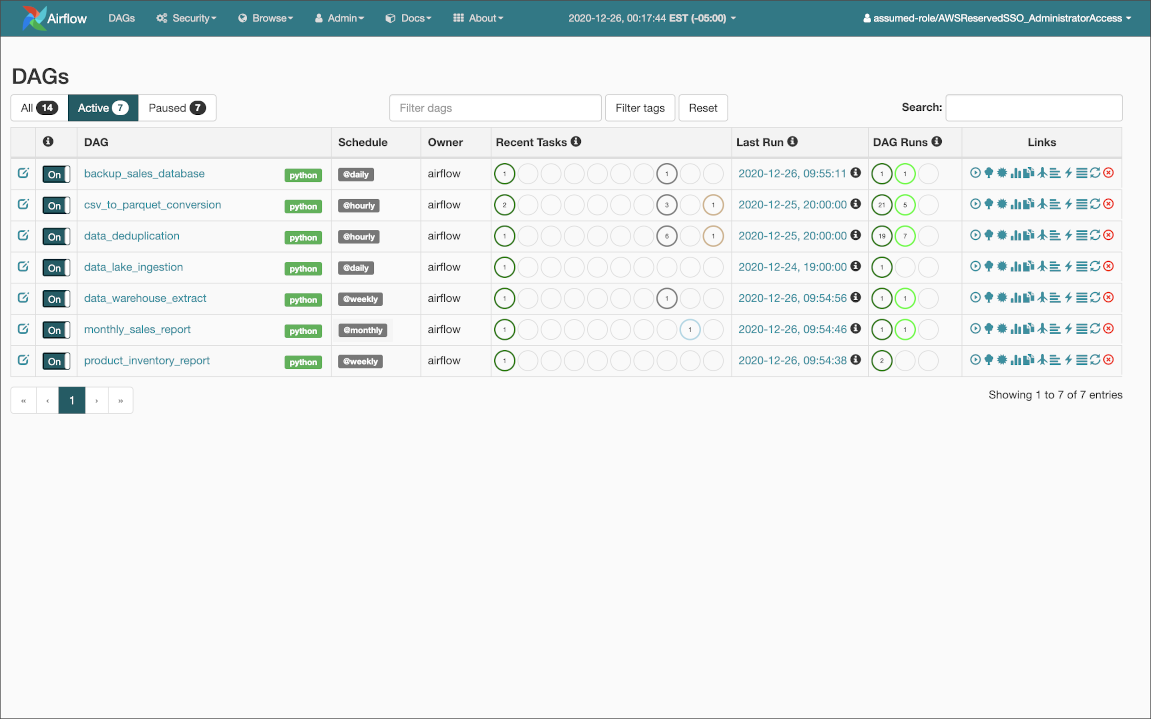 Airflow DAGs Security Browse Admin Docs About 2020-12-26, 00:17:44 EST (-05:00) assumed-role/AWSReservedSSO_AdministratorAccess
DAGs
All 14 Active 7 Paused 7 Filter dags Filter tags Reset Search:
DAG Schedule Owner Recent Tasks Last Run DAG Runs Links
On backup_sales_database python @daily airflow 1 1 2020-12-26, 09:55:11 1 1
On csv_to_parquet_conversion python @hourly airflow 2 3 1 2020-12-25, 20:00:00 21 5
On data_deduplication python @hourly airflow 1 6 1 2020-12-25, 20:00:00 19 7
On data_lake_ingestion python @daily airflow 1 2020-12-24, 19:00:00 1
On data_warehouse_extract python @weekly airflow 1 1 2020-12-26, 09:54:56 1 1
On monthly_sales_report python @monthly airflow 1 1 2020-12-26, 09:54:46 1 1
On product_inventory_report python @weekly airflow 1 2020-12-26, 09:54:38 2
« ‹ 1 › » Showing 1 to 7 of 7 entries